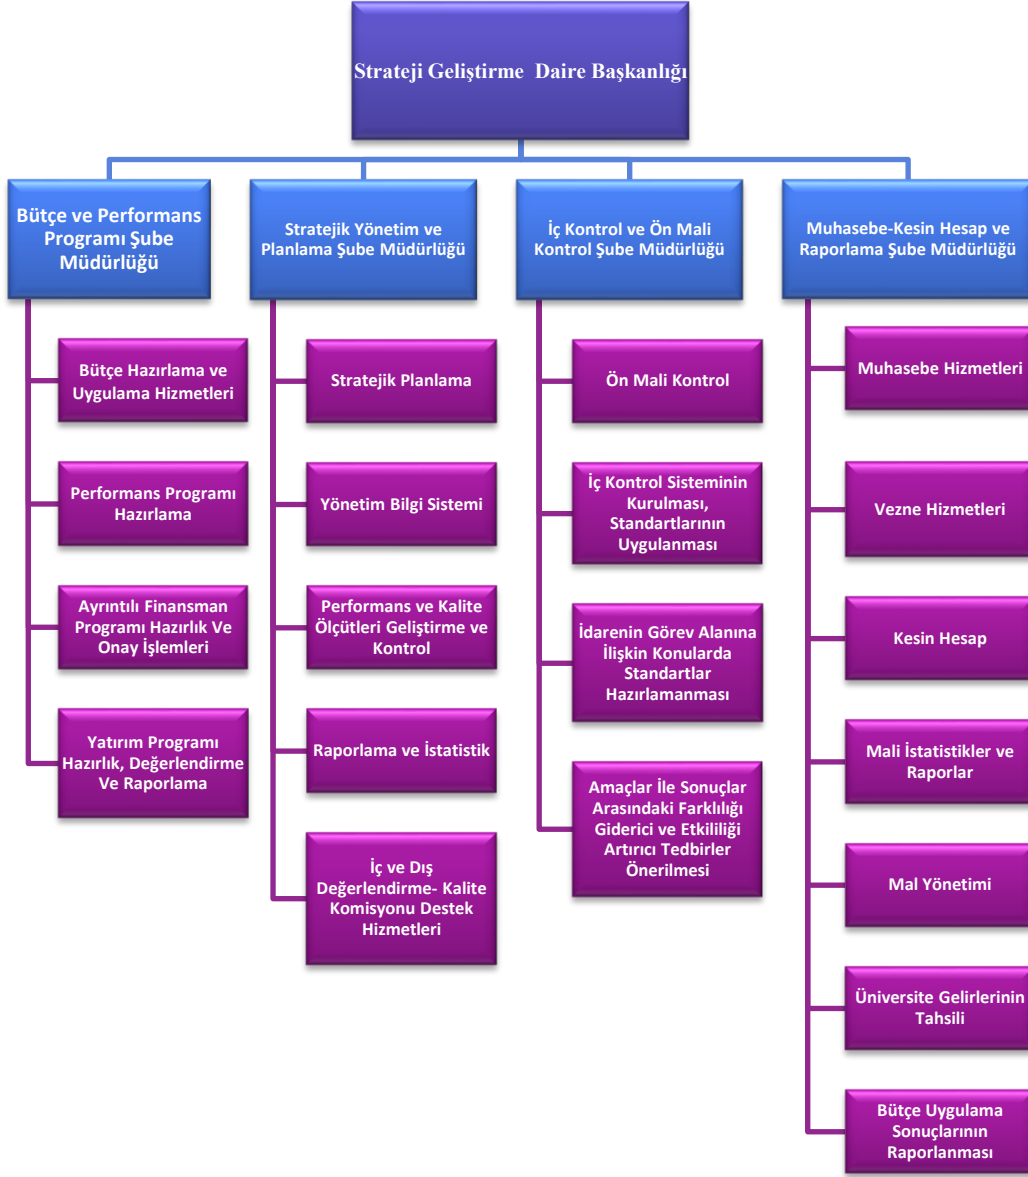 Strateji Geliştirme  Daire Başkanlığı
Bütçe ve Performans
Programı Şube
Müdürlüğü
Bütçe Hazırlama ve
Uygulama Hizmetleri
Performans Programı
Hazırlama
Ayrıntılı Finansman
Programı Hazırlık Ve
Onay İşlemleri
Yatırım Programı
Hazırlık, Değerlendirme
Ve Raporlama
Stratejik Yönetim ve
Planlama Şube Müdürlüğü
Stratejik Planlama
Yönetim Bilgi Sistemi
Performans ve Kalite
Ölçütleri Geliştirme ve
Kontrol
Raporlama ve İstatistik
İç ve Dış
Değerlendirme- Kalite
Komisyonu Destek
Hizmetleri
İç Kontrol ve Ön Mali
Kontrol Şube Müdürlüğü
Ön Mali Kontrol
İç Kontrol Sisteminin
Kurulması,
Standartlarının
Uygulanması
İdarenin Görev Alanına
İlişkin Konularda
Standartlar
Hazırlamanması
Amaçlar İle Sonuçlar
Arasındaki Farklılığı
Giderici ve Etkililiği
Artırıcı Tedbirler
Önerilmesi
Muhasebe-Kesin Hesap ve
Raporlama Şube Müdürlüğü
Muhasebe Hizmetleri
Vezne Hizmetleri
Kesin Hesap
Mali İstatistikler ve
Raporlar
Mal Yönetimi
Üniversite Gelirlerinin
Tahsili
Bütçe Uygulama
Sonuçlarının
Raporlanması